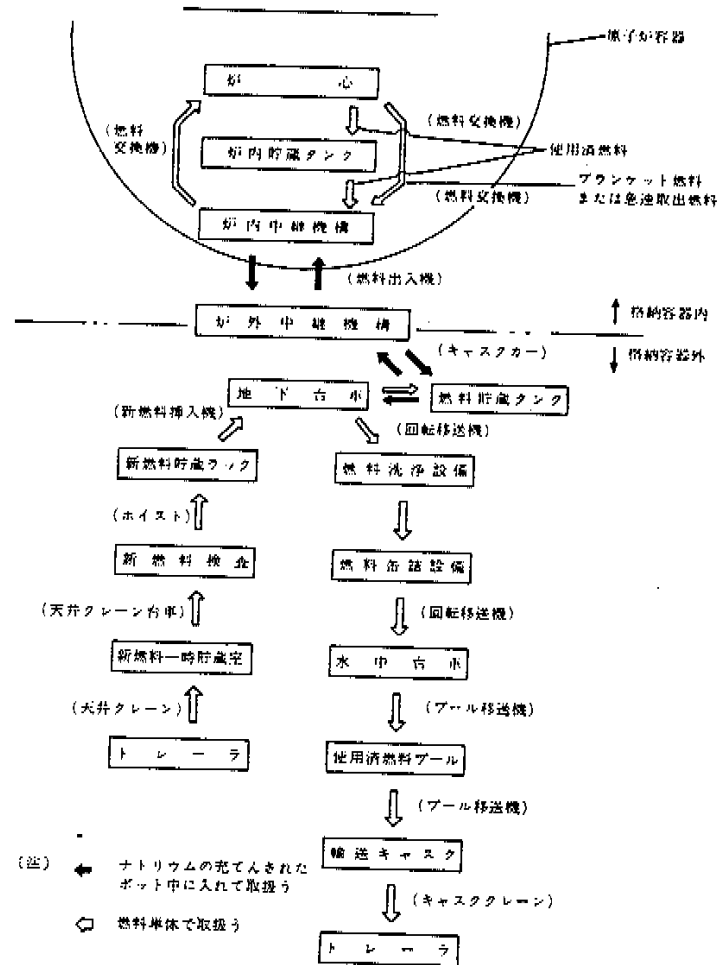 原子炉容器
炉心
(燃料
交換機)
(燃料交換機)
炉内貯蔵タンク
使用済燃料
ブランケット燃料
または急速取出燃料
(燃料交換機)
炉内中継機構
(燃料出入機)
炉外中継機構
格納容器内
(キャスクカー)
格納容器外
地下台車
燃料貯蔵タンク
(新燃料挿入機)
(回転移送機)
新燃料貯蔵ラック
燃料洗浄設備
(ホイスト)
新燃料検査
燃料缶詰設備
(天井クレーン台車)
(回転移送機)
新燃料一時貯蔵室
水中台車
(天井クレーン)
(プール移送機)
トレーラ
使用済燃料プール
(プール移送機)
輸送キャスク
(注)
ナトリウムの充てんされた
ポット中に入れて取扱う
(キャスククレーン)
燃料単体で取扱う
トレーラ